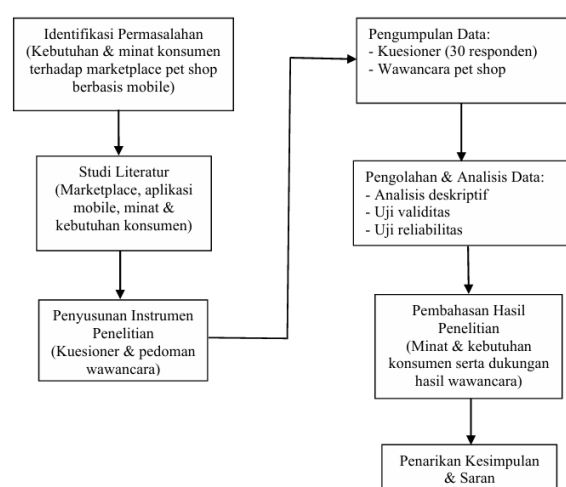 Identifikasi Permasalahan
(Kebutuhan & minat konsumen
terhadap marketplace pet shop
berbasis mobile)
Studi Literatur
(Marketplace, aplikasi
mobile, minat &
kebutuhan konsumen)
Penyusunan Instrumen
Penelitian
(Kuesioner & pedoman
wawancara)
Pengumpulan Data:
- Kuesioner (30 responden)
- Wawancara pet shop
Pengolahan & Analisis Data:
- Analisis deskriptif
- Uji validitas
- Uji reliabilitas
Pembahasan Hasil
Penelitian
(Minat & kebutuhan
konsumen serta dukungan
hasil wawancara)
Penarikan Kesimpulan
& Saran